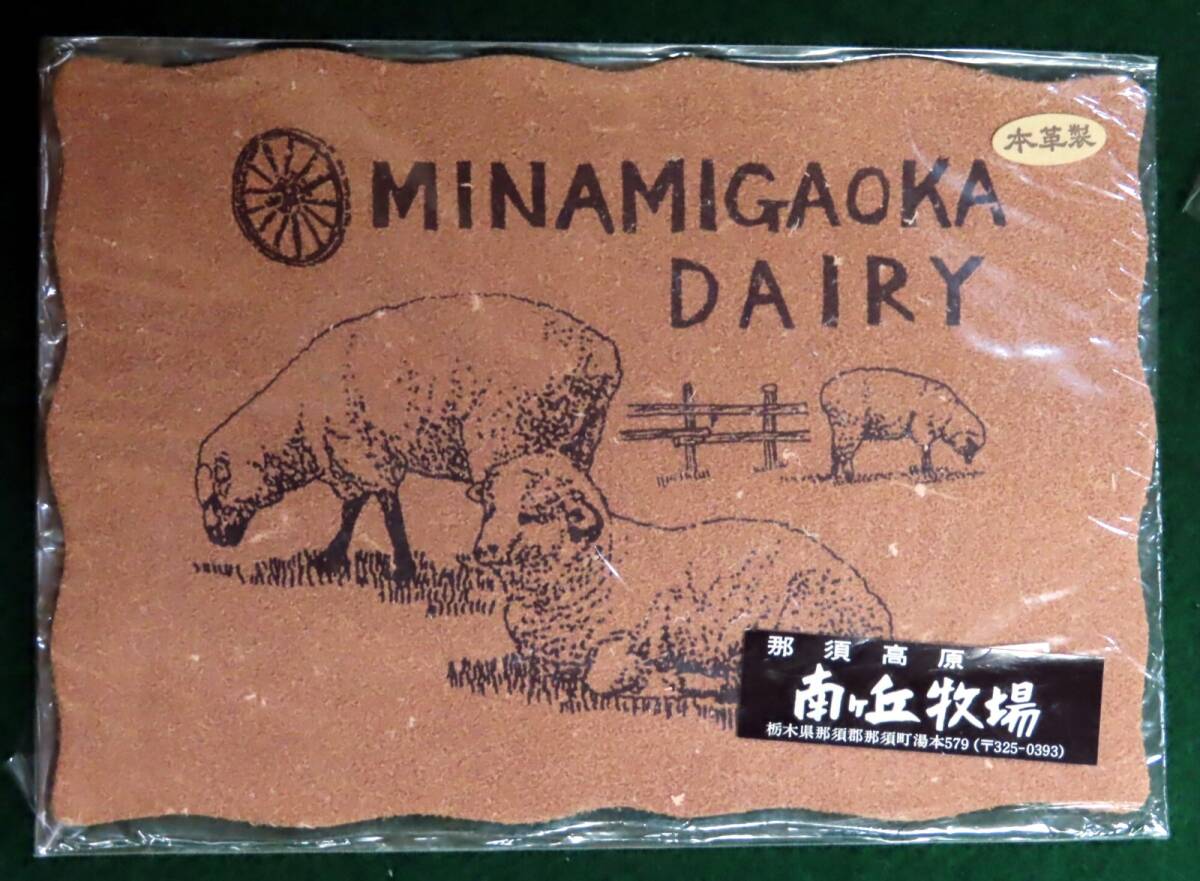 本革製
MiNAMIGAOKA
DAIRY
那須高原
南ヶ丘牧場
栃木県那須郡那須町湯本579(〒325-0393)